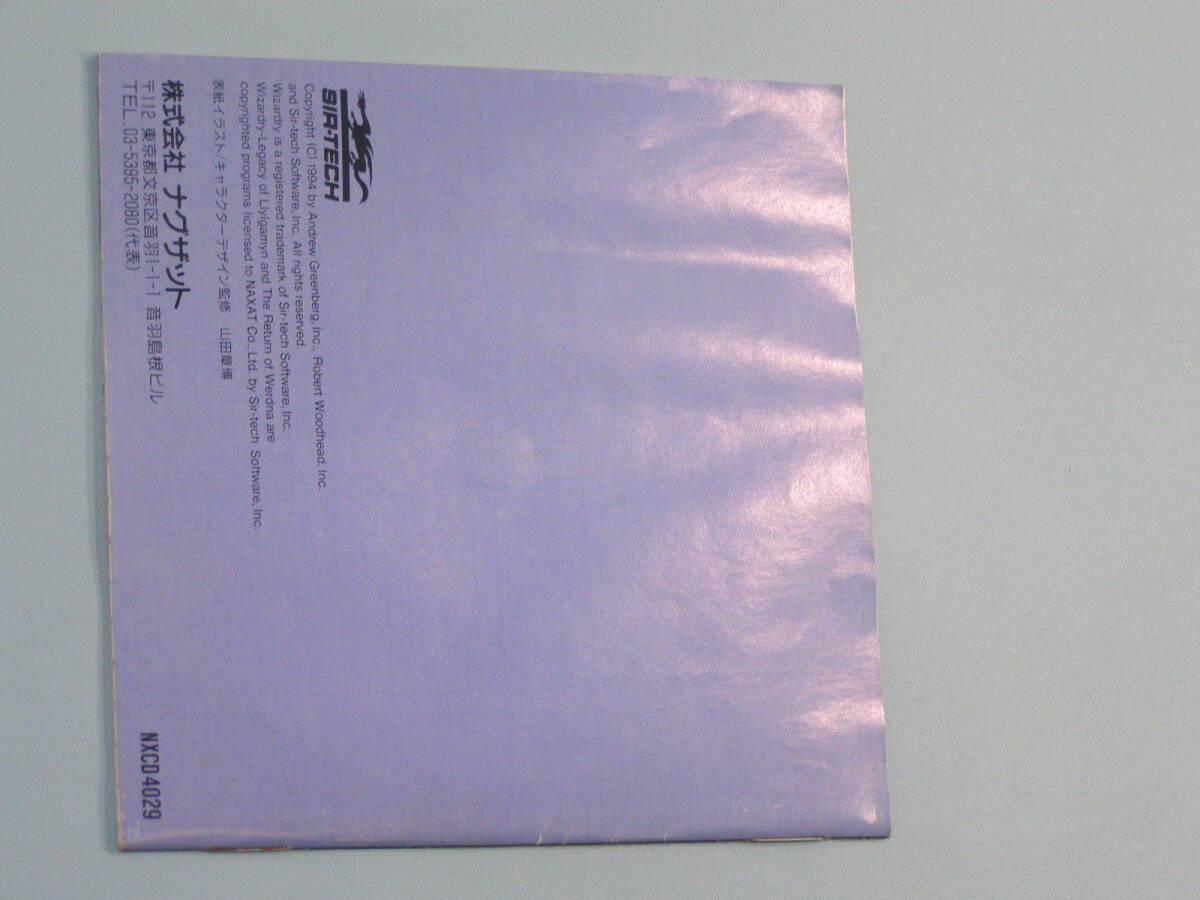 SIR-TECH
Copyright (C) 1994 by Andrew Greenberg, Inc., Robert Woodhead, Inc.
and Sir-tech Software, Inc. All rights reserved.
Wizardry is a registered trademark of Sir-tech Software, Inc.
Wizardry-Legacy of Llylgamyn and The Return of Werdna are
copyrighted programs licensed to NAXAT Co., Ltd. by Sir-tech Software, Inc.
表紙イラスト/キャラクターデザイン監修 山田章博
株式会社 ナグザット
〒112 東京都文京区音羽1-1-1 音羽島根ビル
TEL. 03-5395-2080(代表)
NXCD4029